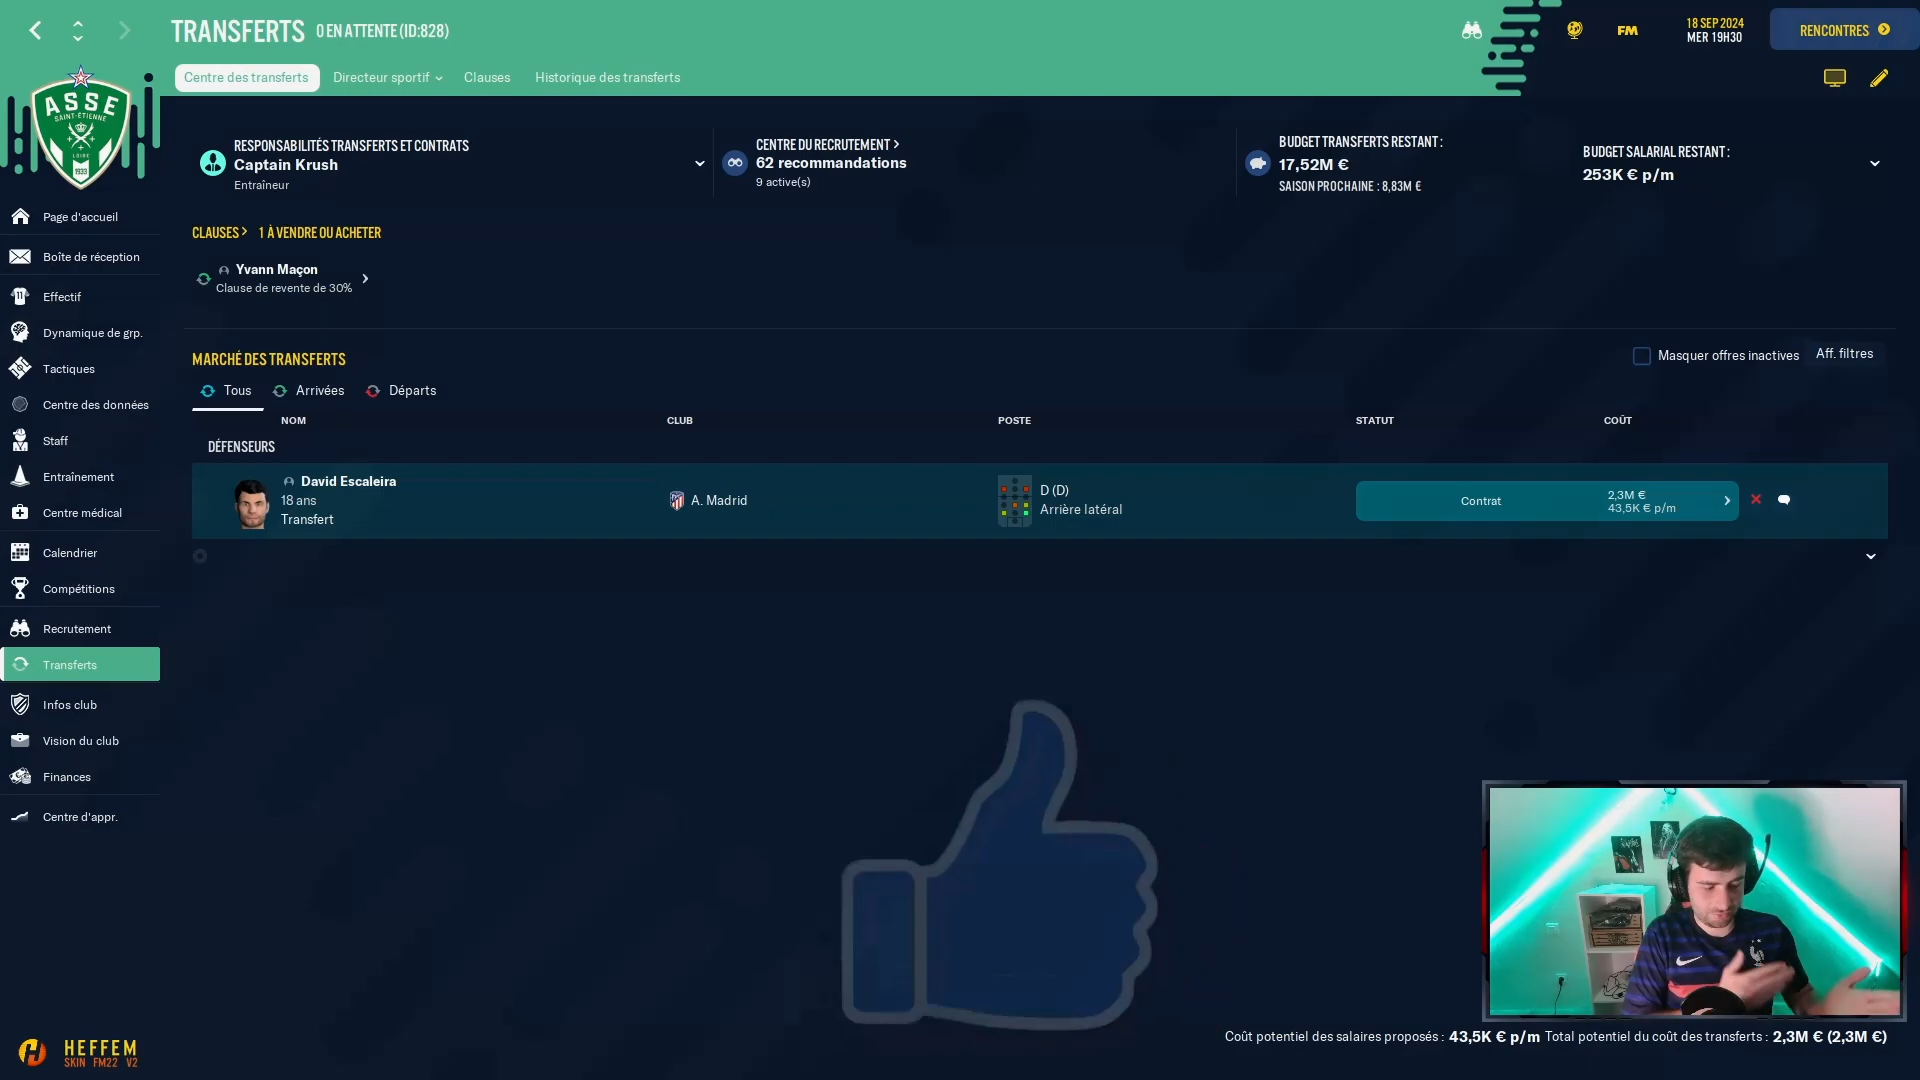 TRANSFERTS 0 EN ATTENTE (ID:828)
18 SEP 2024
MER 19H30
FM
RENCONTRES
Centre des transferts
Directeur sportif
Clauses
Historique des transferts
ASSE
SAINT-ÉTIENNE
LOIRE
1933
RESPONSABILITÉS TRANSFERTS ET CONTRATS
Captain Krush
Entraîneur
CENTRE DU RECRUTEMENT
62 recommandations
9 active(s)
BUDGET TRANSFERTS RESTANT :
17,52M €
SAISON PROCHAINE : 8,83M €
BUDGET SALARIAL RESTANT :
253K € p/m
Page d'accueil
Boîte de réception
Effectif
Dynamique de grp.
Tactiques
Centre des données
Staff
Entraînement
Centre médical
Calendrier
Compétitions
Recrutement
Transferts
Infos club
Vision du club
Finances
Centre d'appr.
CLAUSES 1 À VENDRE OU ACHETER
Yvann Maçon
Clause de revente de 30%
MARCHÉ DES TRANSFERTS
Masquer offres inactives
Aff. filtres
Tous
Arrivées
Départs
NOM
CLUB
POSTE
STATUT
COÛT
DÉFENSEURS
David Escaleira
18 ans
Transfert
A. Madrid
D (D)
Arrière latéral
Contrat
2,3M €
43,5K € p/m
Coût potentiel des salaires proposés : 43,5K € p/m Total potentiel du coût des transferts : 2,3M € (2,3M €)
HEFFEM
SKIN FM22 V2